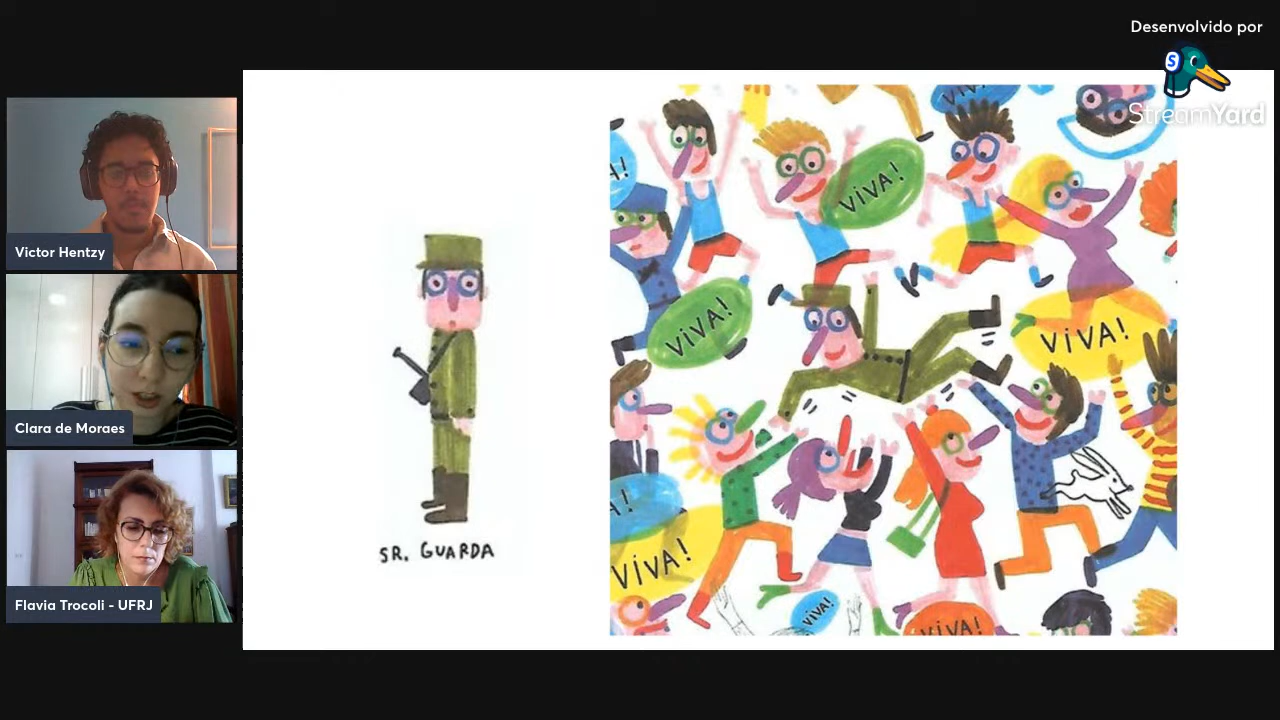 Desenvolvido por
S
StreamYard
Victor Hentzy
Clara de Moraes
Flavia Trocoli - UFRJ
SR. GUARDA
VIVA!
A!
VIVA!
VIVA!
VIVA!
A!
VIVA!
VIVA!
VIVA!